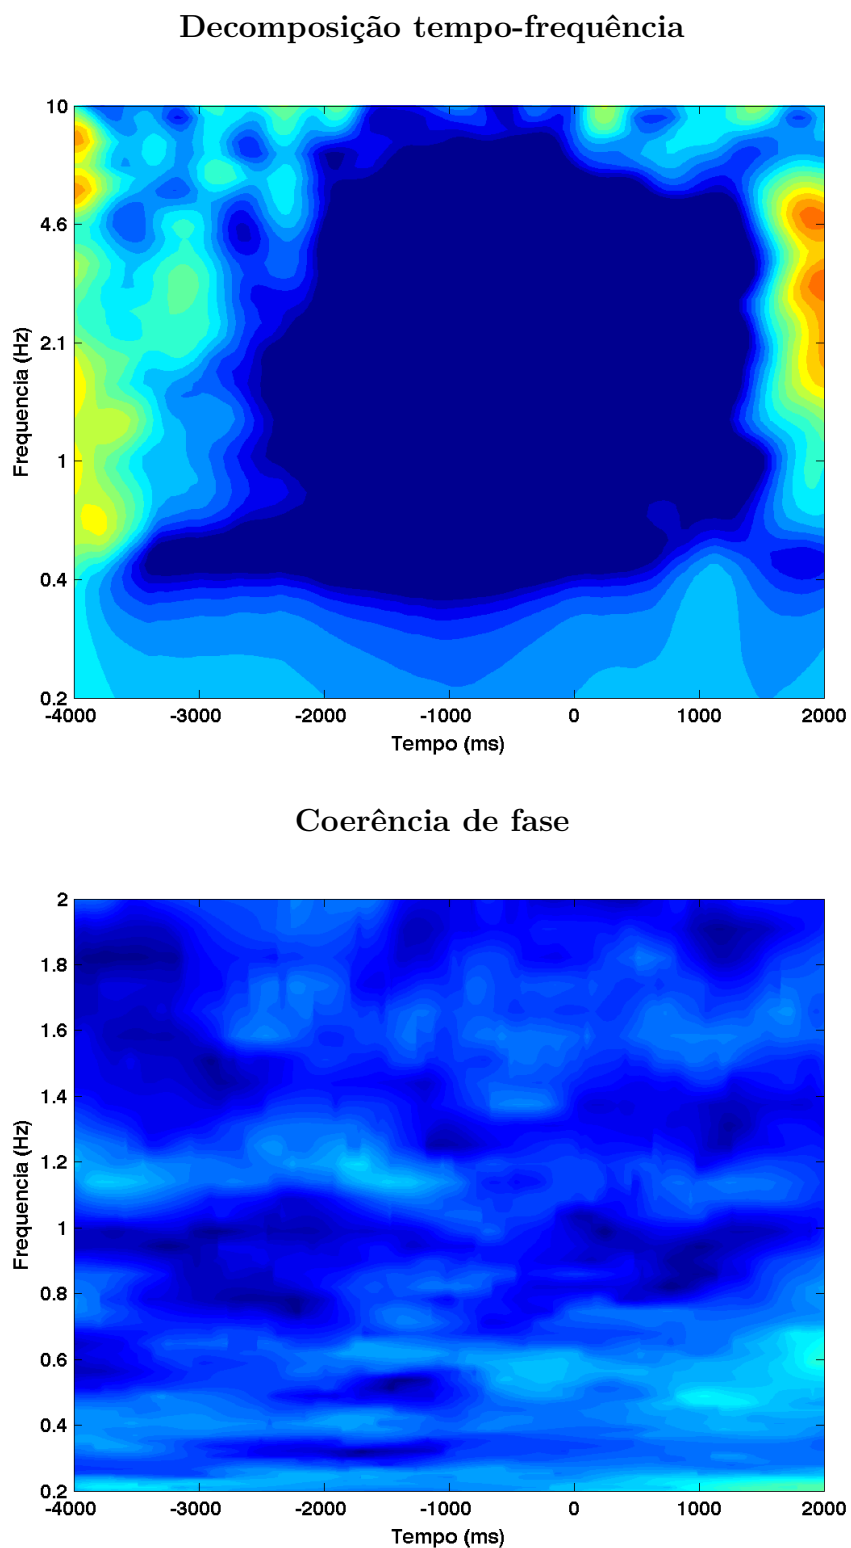 Decomposição tempo-frequência
10
4.6
2.1
1
0.4
0.2
Frequencia (Hz)
-4000 -3000 -2000 -1000 0 1000 2000
Tempo (ms)
Coerência de fase
2
1.8
1.6
1.4
1.2
1
0.8
0.6
0.4
0.2
Frequencia (Hz)
-4000 -3000 -2000 -1000 0 1000 2000
Tempo (ms)